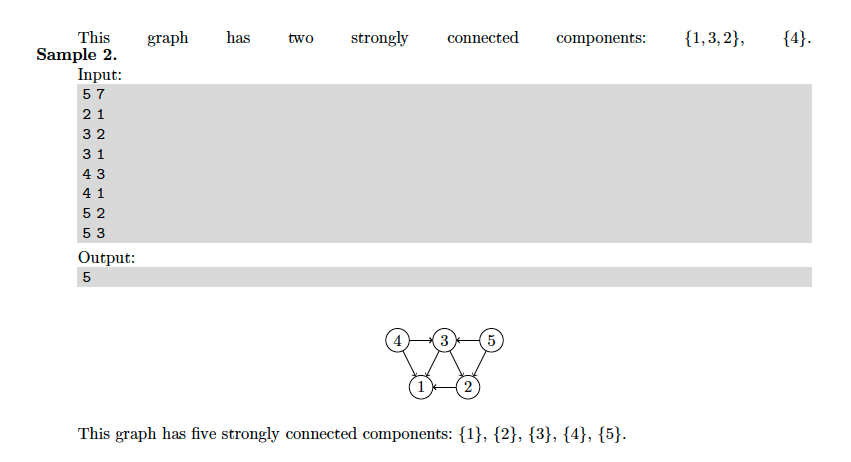 This graph has two strongly connected components: {1, 3, 2}, {4}.
Sample 2.
Input:
5 7
2 1
3 2
3 1
4 3
4 1
5 2
5 3
Output:
5
4 3 5
1 2
This graph has five strongly connected components: {1}, {2}, {3}, {4}, {5}.